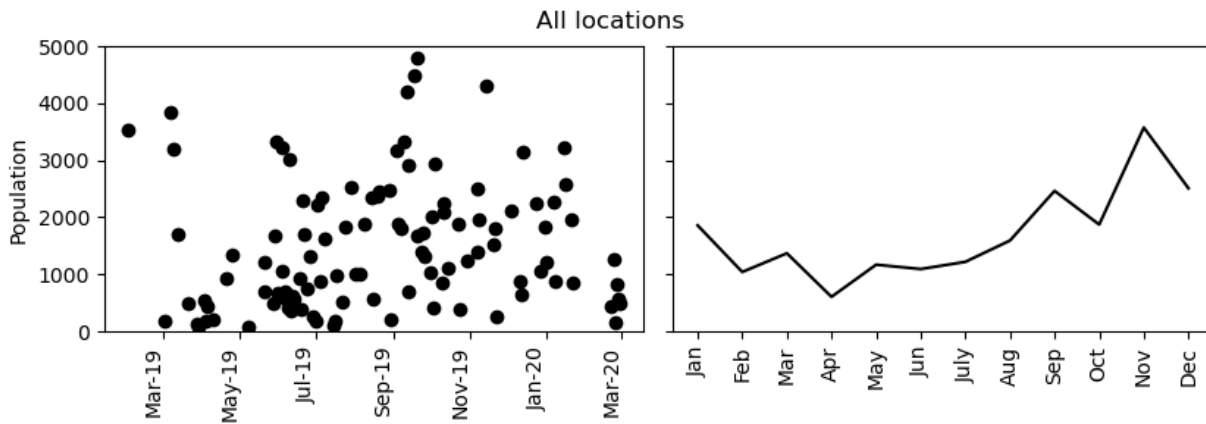 All locations
Population
5000
4000
3000
2000
1000
0
Mar-19
May-19
Jul-19
Sep-19
Nov-19
Jan-20
Mar-20
Jan
Feb
Mar
Apr
May
Jun
July
Aug
Sep
Oct
Nov
Dec